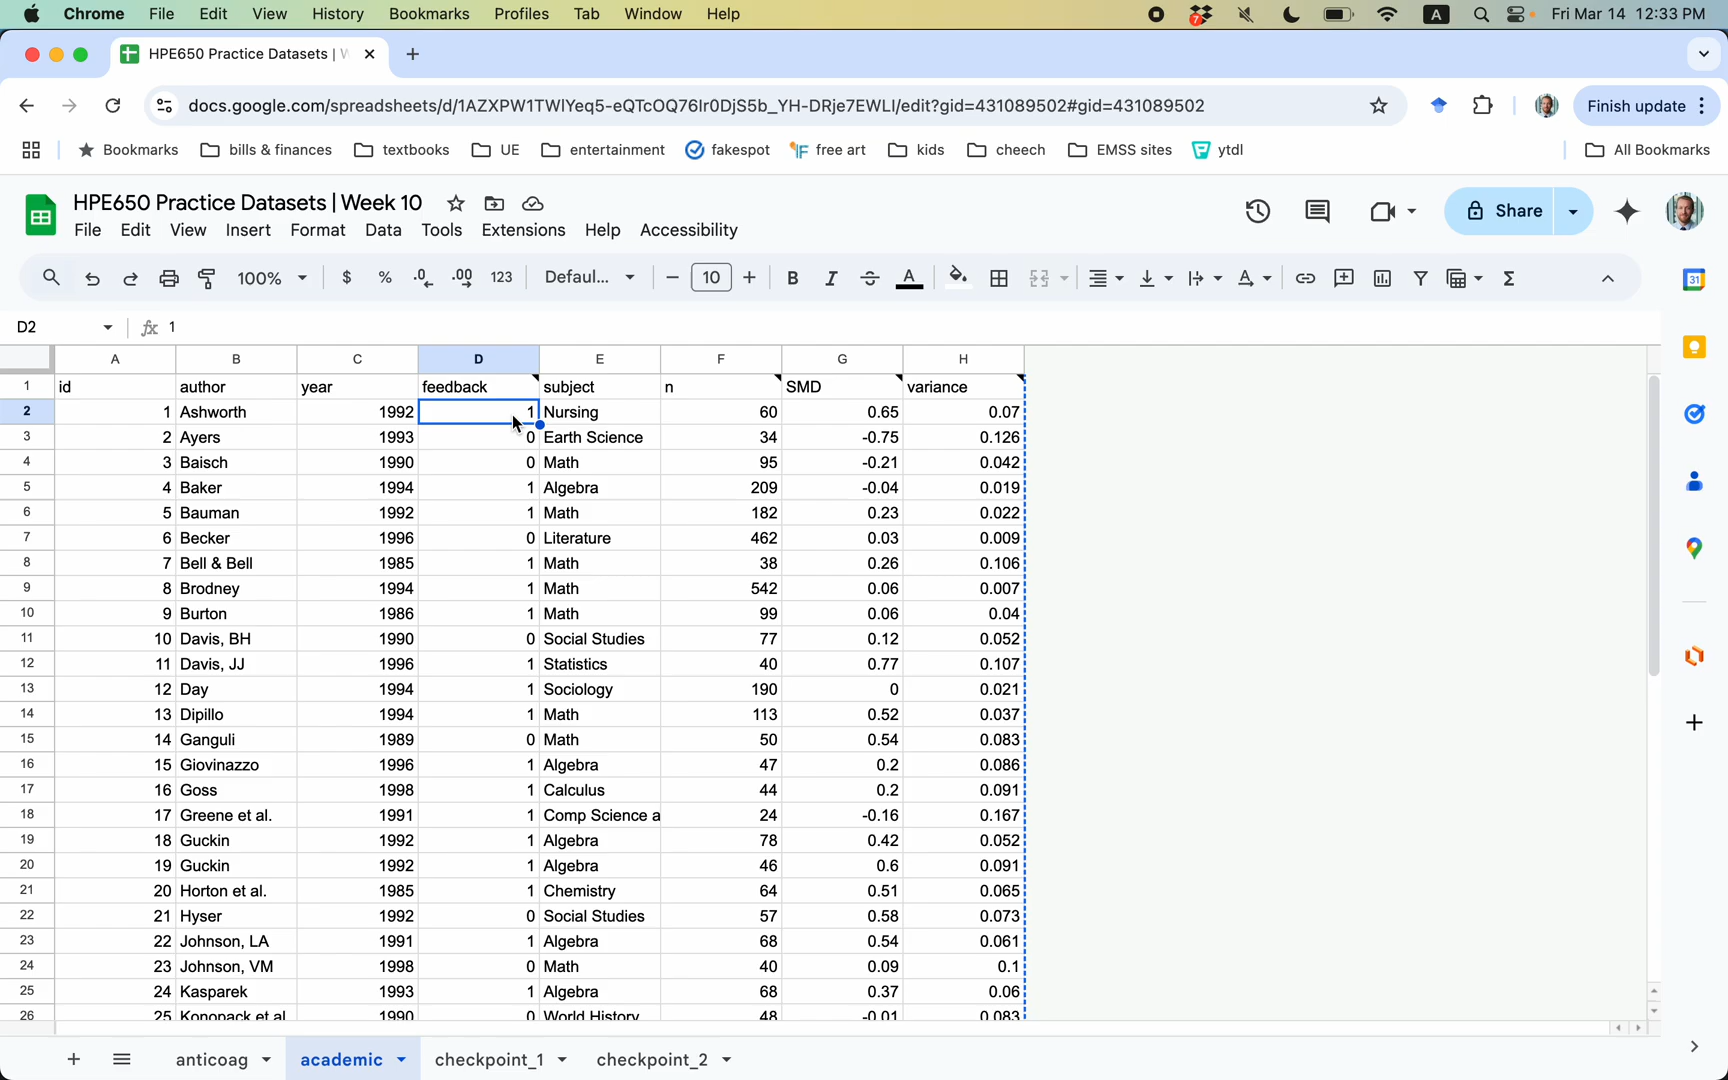 Chrome File Edit View History Bookmarks Profiles Tab Window Help 7 A Fri Mar 14 12:33 PM
HPE650 Practice Datasets |
docs.google.com/spreadsheets/d/1AZXPW1TWIYeq5-eQTcOQ76Ir0DjS5b_YH-DRje7EWLI/edit?gid=431089502#gid=431089502 Finish update
Bookmarks bills & finances textbooks UE entertainment fakespot free art kids cheech EMSS sites ytdl All Bookmarks
HPE650 Practice Datasets | Week 10 Share
File Edit View Insert Format Data Tools Extensions Help Accessibility
100% $ % .0 .00 123 Defaul... 10 B I S A A Σ 31
D2 fx 1
A B C D E F G H
1 id author year feedback subject n SMD variance
2 1 Ashworth 1992 1 Nursing 60 0.65 0.07
3 2 Ayers 1993 0 Earth Science 34 -0.75 0.126
4 3 Baisch 1990 0 Math 95 -0.21 0.042
5 4 Baker 1994 1 Algebra 209 -0.04 0.019
6 5 Bauman 1992 1 Math 182 0.23 0.022
7 6 Becker 1996 0 Literature 462 0.03 0.009
8 7 Bell & Bell 1985 1 Math 38 0.26 0.106
9 8 Brodney 1994 1 Math 542 0.06 0.007
10 9 Burton 1986 1 Math 99 0.06 0.04
11 10 Davis, BH 1990 0 Social Studies 77 0.12 0.052
12 11 Davis, JJ 1996 1 Statistics 40 0.77 0.107
13 12 Day 1994 1 Sociology 190 0 0.021
14 13 Dipillo 1994 1 Math 113 0.52 0.037
15 14 Ganguli 1989 0 Math 50 0.54 0.083
16 15 Giovinazzo 1996 1 Algebra 47 0.2 0.086
17 16 Goss 1998 1 Calculus 44 0.2 0.091
18 17 Greene et al. 1991 1 Comp Science a 24 -0.16 0.167
19 18 Guckin 1992 1 Algebra 78 0.42 0.052
20 19 Guckin 1992 1 Algebra 46 0.6 0.091
21 20 Horton et al. 1985 1 Chemistry 64 0.51 0.065
22 21 Hyser 1992 0 Social Studies 57 0.58 0.073
23 22 Johnson, LA 1991 1 Algebra 68 0.54 0.061
24 23 Johnson, VM 1998 0 Math 40 0.09 0.1
25 24 Kasparek 1993 1 Algebra 68 0.37 0.06
26 25 Konopack et al 1990 0 World History 48 -0.01 0.083
anticoag academic checkpoint_1 checkpoint_2